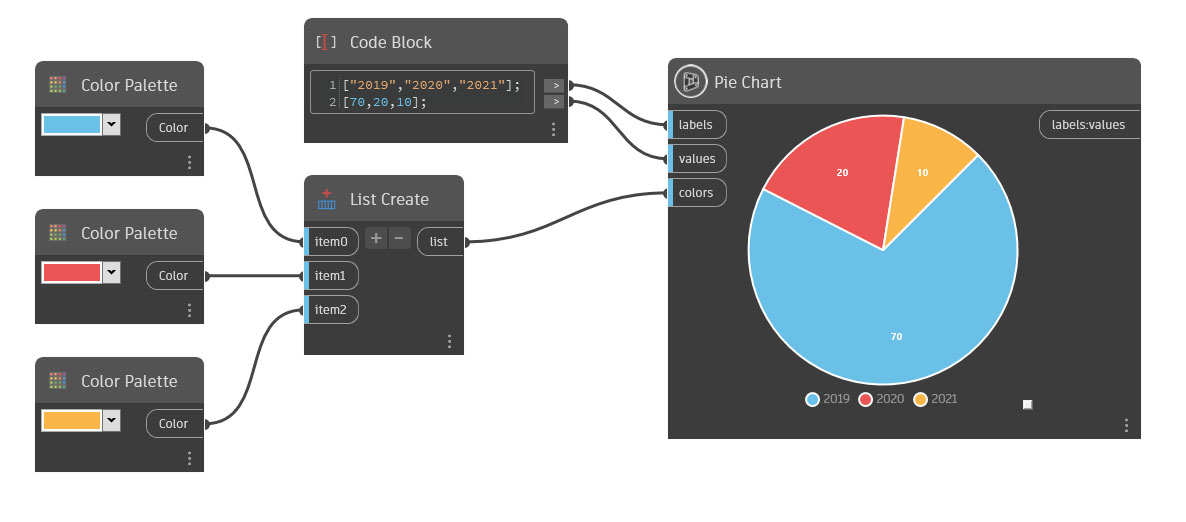 Color Palette
Color
Color Palette
Color
Color Palette
Color
[I] Code Block
1 ["2019","2020","2021"];
2 [70,20,10];
>
>
List Create
item0 + − list
item1
item2
Pie Chart
labels
values
colors
labels:values
20
10
70
2019 2020 2021